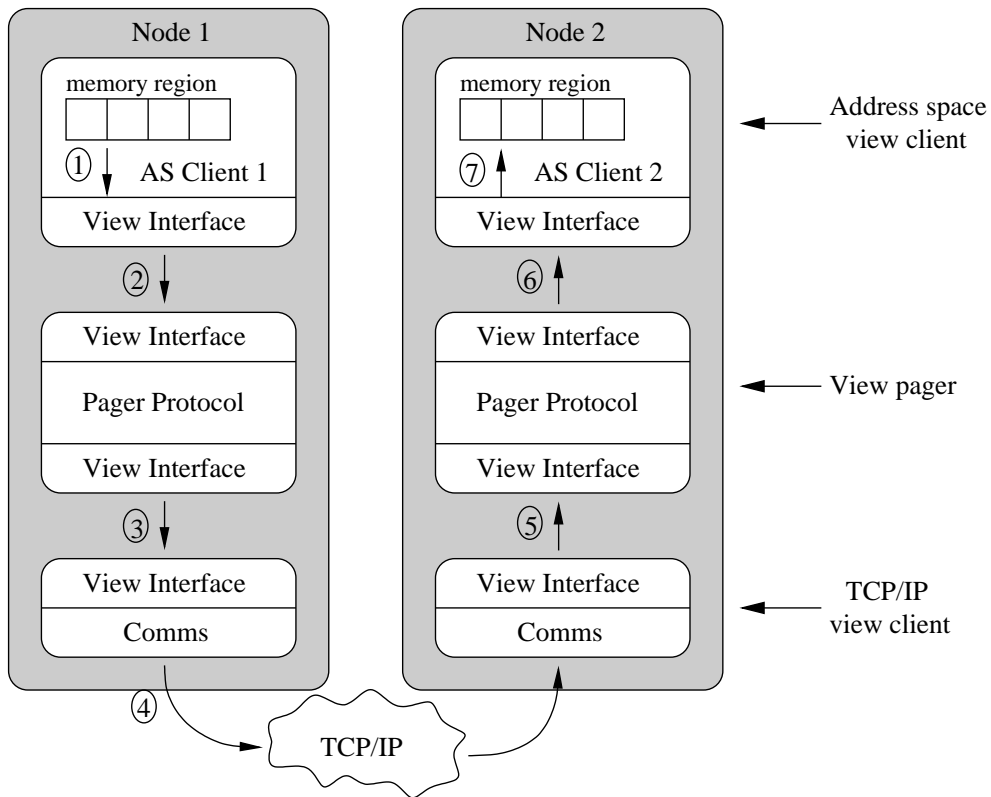 Node 1
memory region
1
AS Client 1
View Interface
2
View Interface
Pager Protocol
View Interface
3
View Interface
Comms
4
TCP/IP
Node 2
memory region
7
AS Client 2
View Interface
6
View Interface
Pager Protocol
View Interface
5
View Interface
Comms
Address space
view client
View pager
TCP/IP
view client